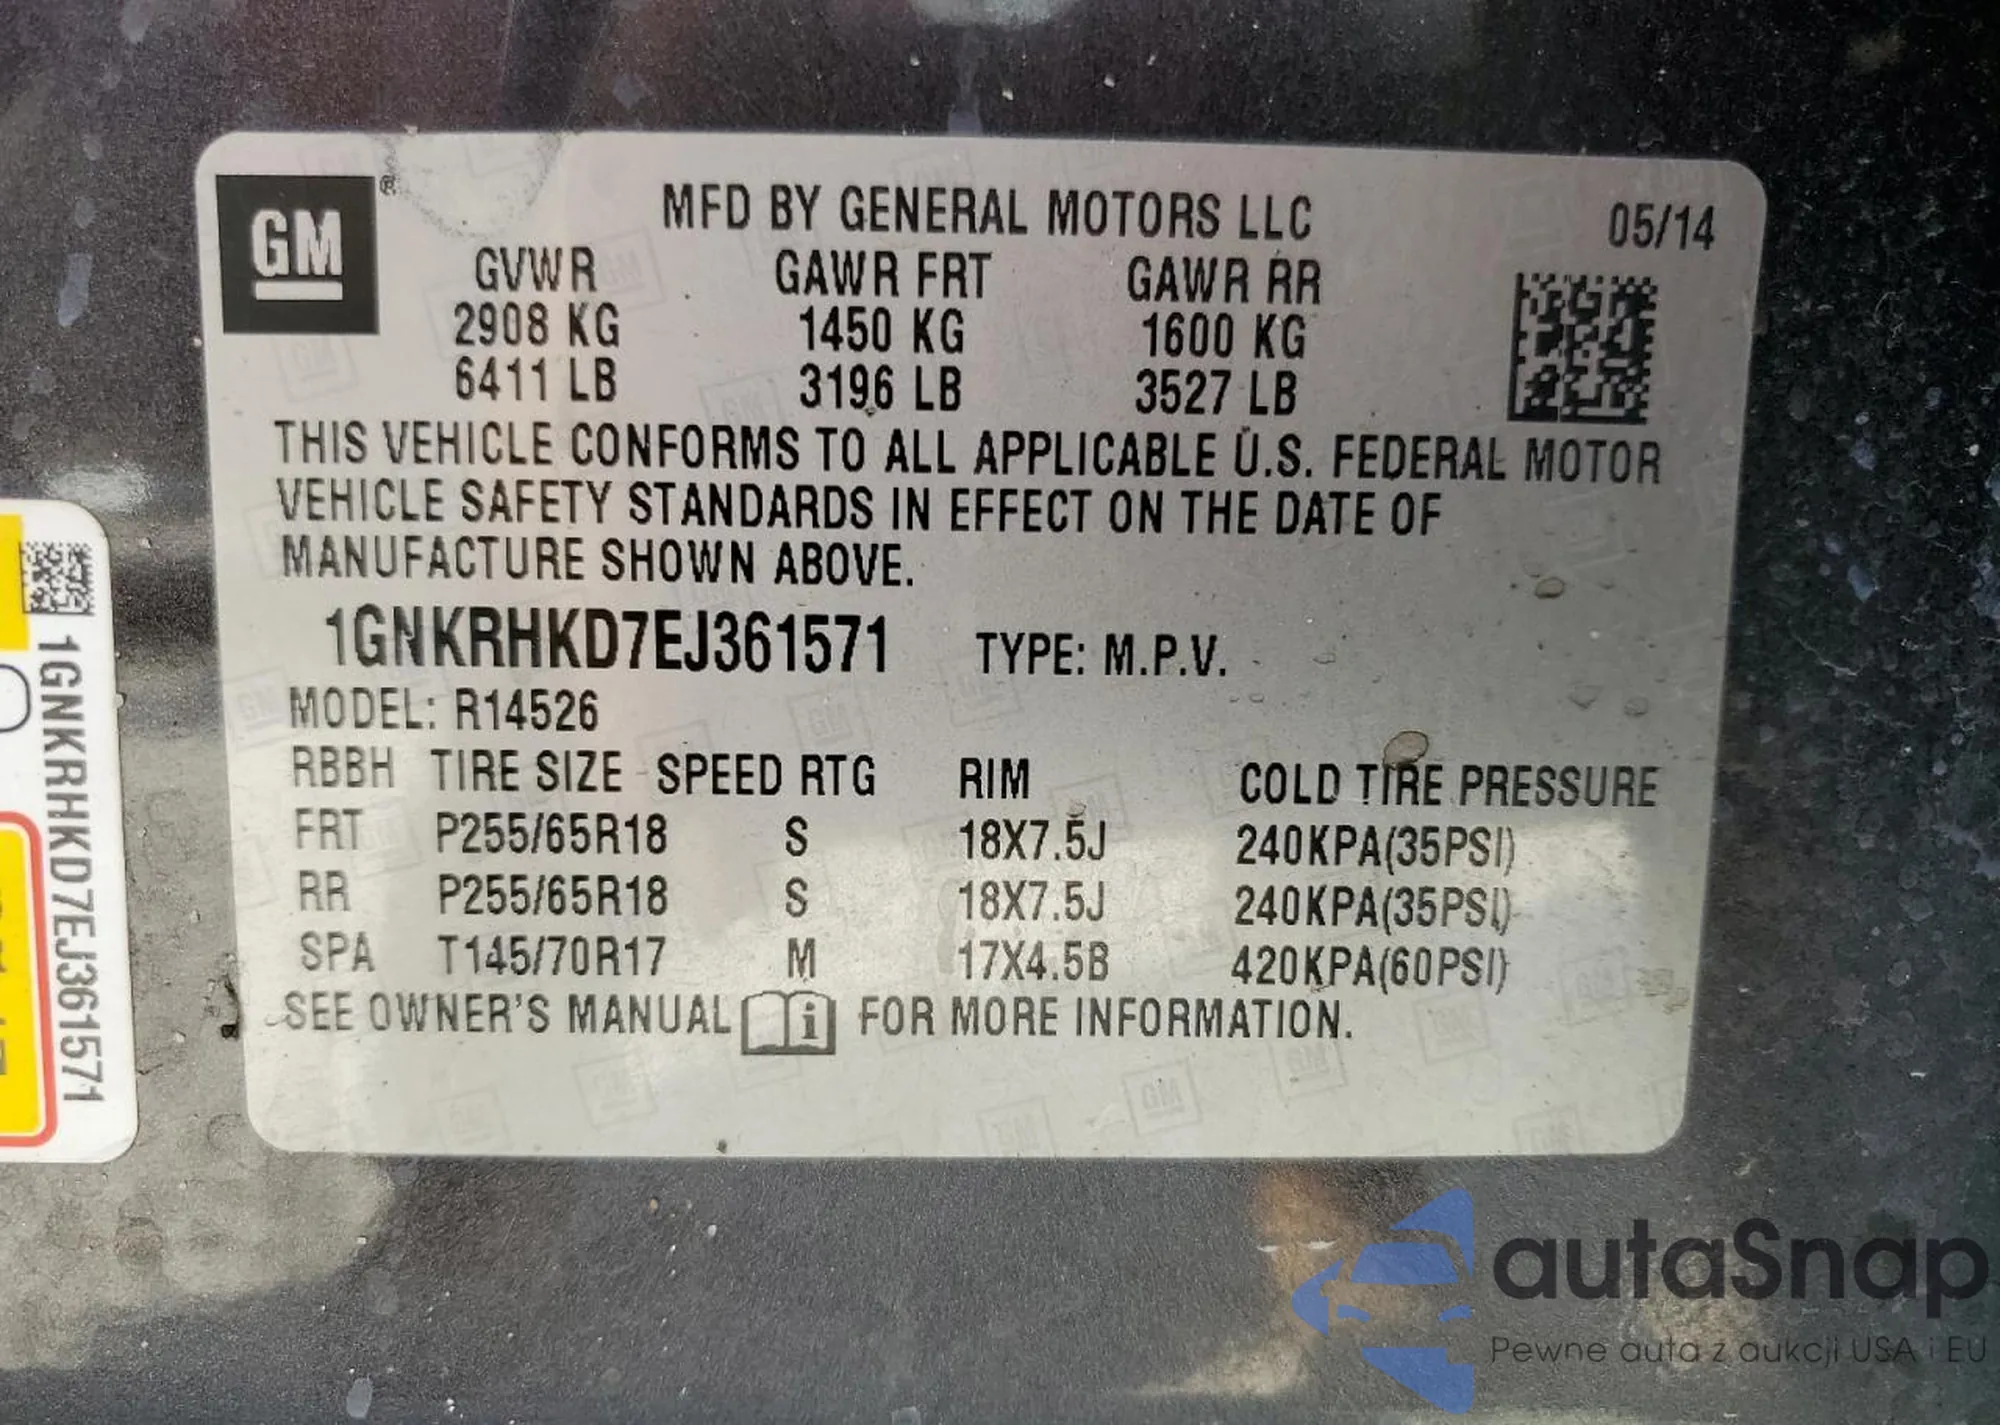 GM ®
MFD BY GENERAL MOTORS LLC 05/14
GVWR GAWR FRT GAWR RR
2908 KG 1450 KG 1600 KG
6411 LB 3196 LB 3527 LB
THIS VEHICLE CONFORMS TO ALL APPLICABLE U.S. FEDERAL MOTOR
VEHICLE SAFETY STANDARDS IN EFFECT ON THE DATE OF
MANUFACTURE SHOWN ABOVE.
1GNKRHKD7EJ361571 TYPE: M.P.V.
MODEL: R14526
RBBH TIRE SIZE SPEED RTG RIM COLD TIRE PRESSURE
FRT P255/65R18 S 18X7.5J 240KPA(35PSI)
RR P255/65R18 S 18X7.5J 240KPA(35PSI)
SPA T145/70R17 M 17X4.5B 420KPA(60PSI)
SEE OWNER'S MANUAL i FOR MORE INFORMATION.
1GNKRHKD7EJ361571
autaSnap
Pewne auta z aukcji USA i EU